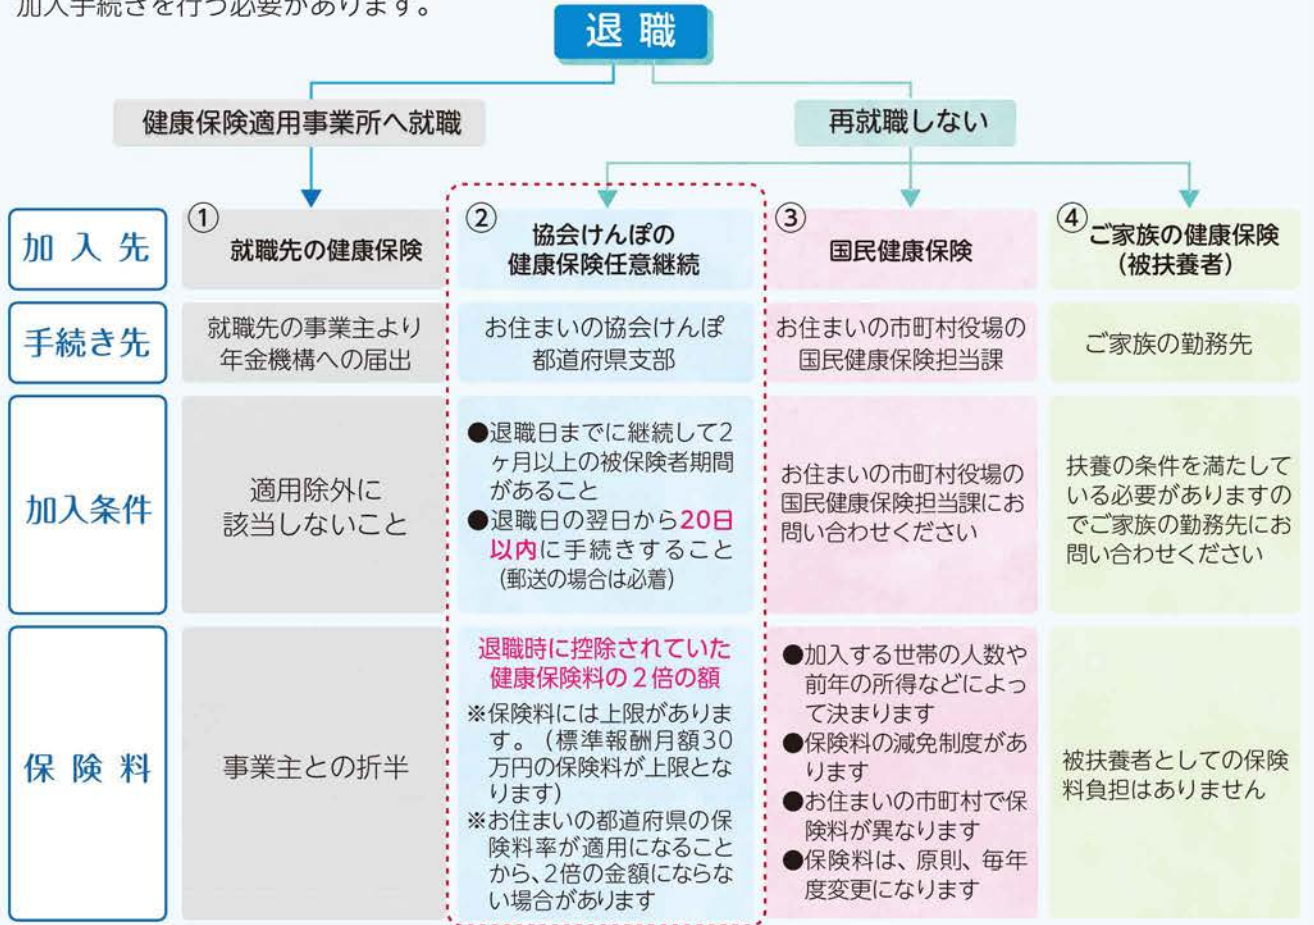 加入手続きを行う必要があります。
退職
健康保険適用事業所へ就職
再就職しない
加入先
①
就職先の健康保険
②
協会けんぽの
健康保険任意継続
③
国民健康保険
④
ご家族の健康保険
(被扶養者)
手続き先
就職先の事業主より
年金機構への届出
お住まいの協会けんぽ
都道府県支部
お住まいの市町村役場の
国民健康保険担当課
ご家族の勤務先
加入条件
適用除外に
該当しないこと
●退職日までに継続して2
ヶ月以上の被保険者期間
があること
●退職日の翌日から20日
以内に手続きすること
(郵送の場合は必着)
お住まいの市町村役場の
国民健康保険担当課にお
問い合わせください
扶養の条件を満たして
いる必要がありますの
でご家族の勤務先にお
問い合わせください
保険料
事業主との折半
退職時に控除されていた
健康保険料の2倍の額
※保険料には上限がありま
す。(標準報酬月額30
万円の保険料が上限とな
ります)
※お住まいの都道府県の保
険料率が適用になること
から、2倍の金額にならな
い場合があります
●加入する世帯の人数や
前年の所得などによっ
て決まります
●保険料の減免制度があ
ります
●お住まいの市町村で保
険料が異なります
●保険料は、原則、毎年
度変更になります
被扶養者としての保険
料負担はありません